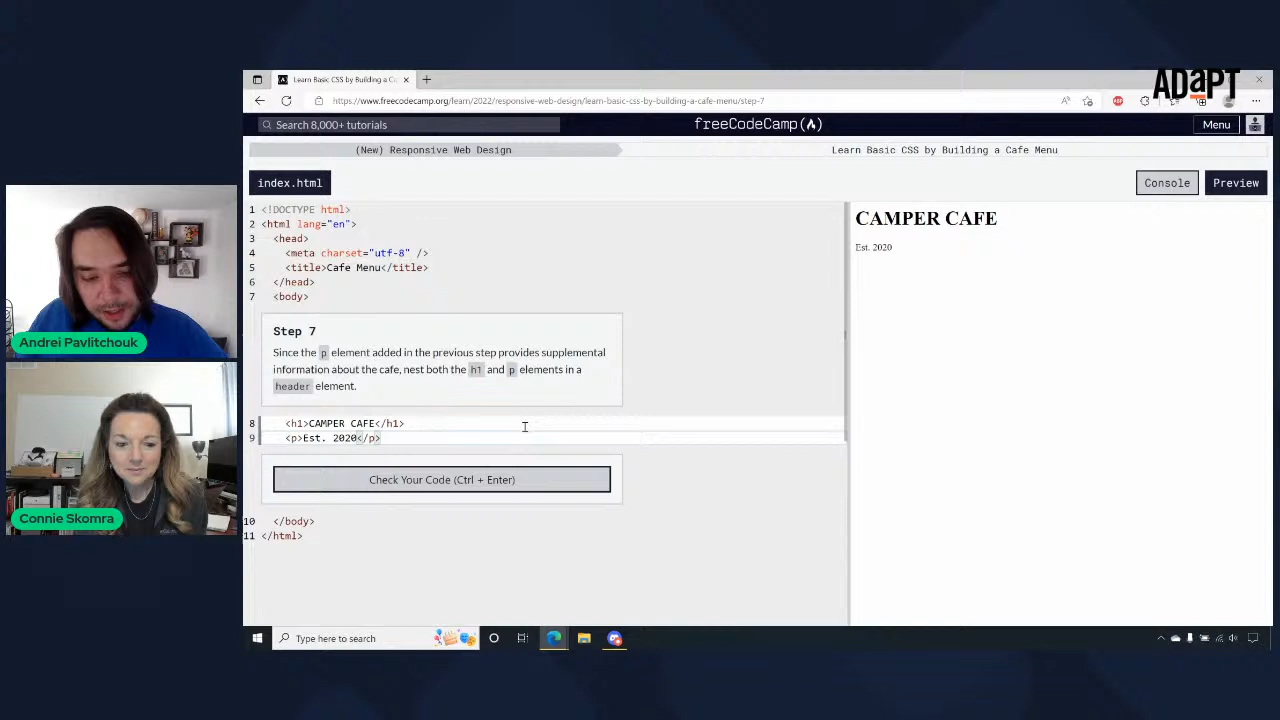 ADaPT
Learn Basic CSS by Building a Ca
https://www.freecodecamp.org/learn/2022/responsive-web-design/learn-basic-css-by-building-a-cafe-menu/step-7
Search 8,000+ tutorials
freeCodeCamp
Menu
(New) Responsive Web Design
Learn Basic CSS by Building a Cafe Menu
index.html
Console
Preview
1 <!DOCTYPE html>
2 <html lang="en">
3 <head>
4 <meta charset="utf-8" />
5 <title>Cafe Menu</title>
6 </head>
7 <body>
Step 7
Since the p element added in the previous step provides supplemental
information about the cafe, nest both the h1 and p elements in a
header element.
8 <h1>CAMPER CAFE</h1>
9 <p>Est. 2020</p>
Check Your Code (Ctrl + Enter)
10 </body>
11 </html>
CAMPER CAFE
Est. 2020
Andrei Pavlitchouk
Connie Skomra
Type here to search